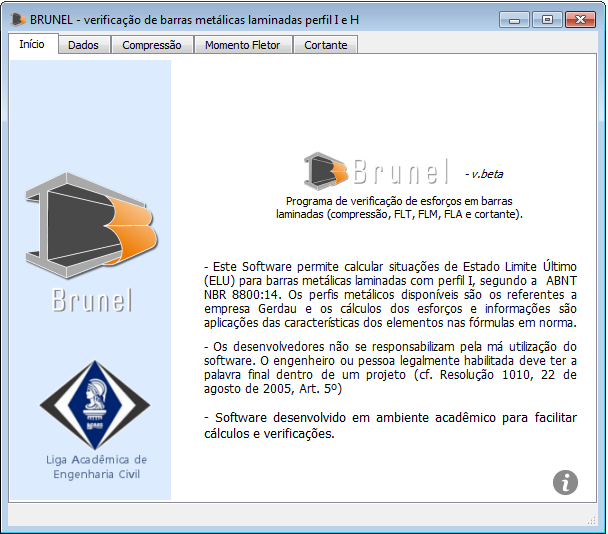 BRUNEL - verificação de barras metálicas laminadas perfil I e H
Início Dados Compressão Momento Fletor Cortante
Brunel - v.beta
Programa de verificação de esforços em barras
laminadas (compressão, FLT, FLM, FLA e cortante).
- Este Software permite calcular situações de Estado Limite Último
(ELU) para barras metálicas laminadas com perfil I, segundo a ABNT
NBR 8800:14. Os perfis metálicos disponíveis são os referentes a
empresa Gerdau e os cálculos dos esforços e informações são
aplicações das características dos elementos nas fórmulas em norma.
- Os desenvolvedores não se responsabilizam pela má utilização do
software. O engenheiro ou pessoa legalmente habilitada deve ter a
palavra final dentro de um projeto (cf. Resolução 1010, 22 de
agosto de 2005, Art. 5º)
- Software desenvolvido em ambiente acadêmico para facilitar
cálculos e verificações.
Brunel
Liga Acadêmica de
Engenharia Civil
i